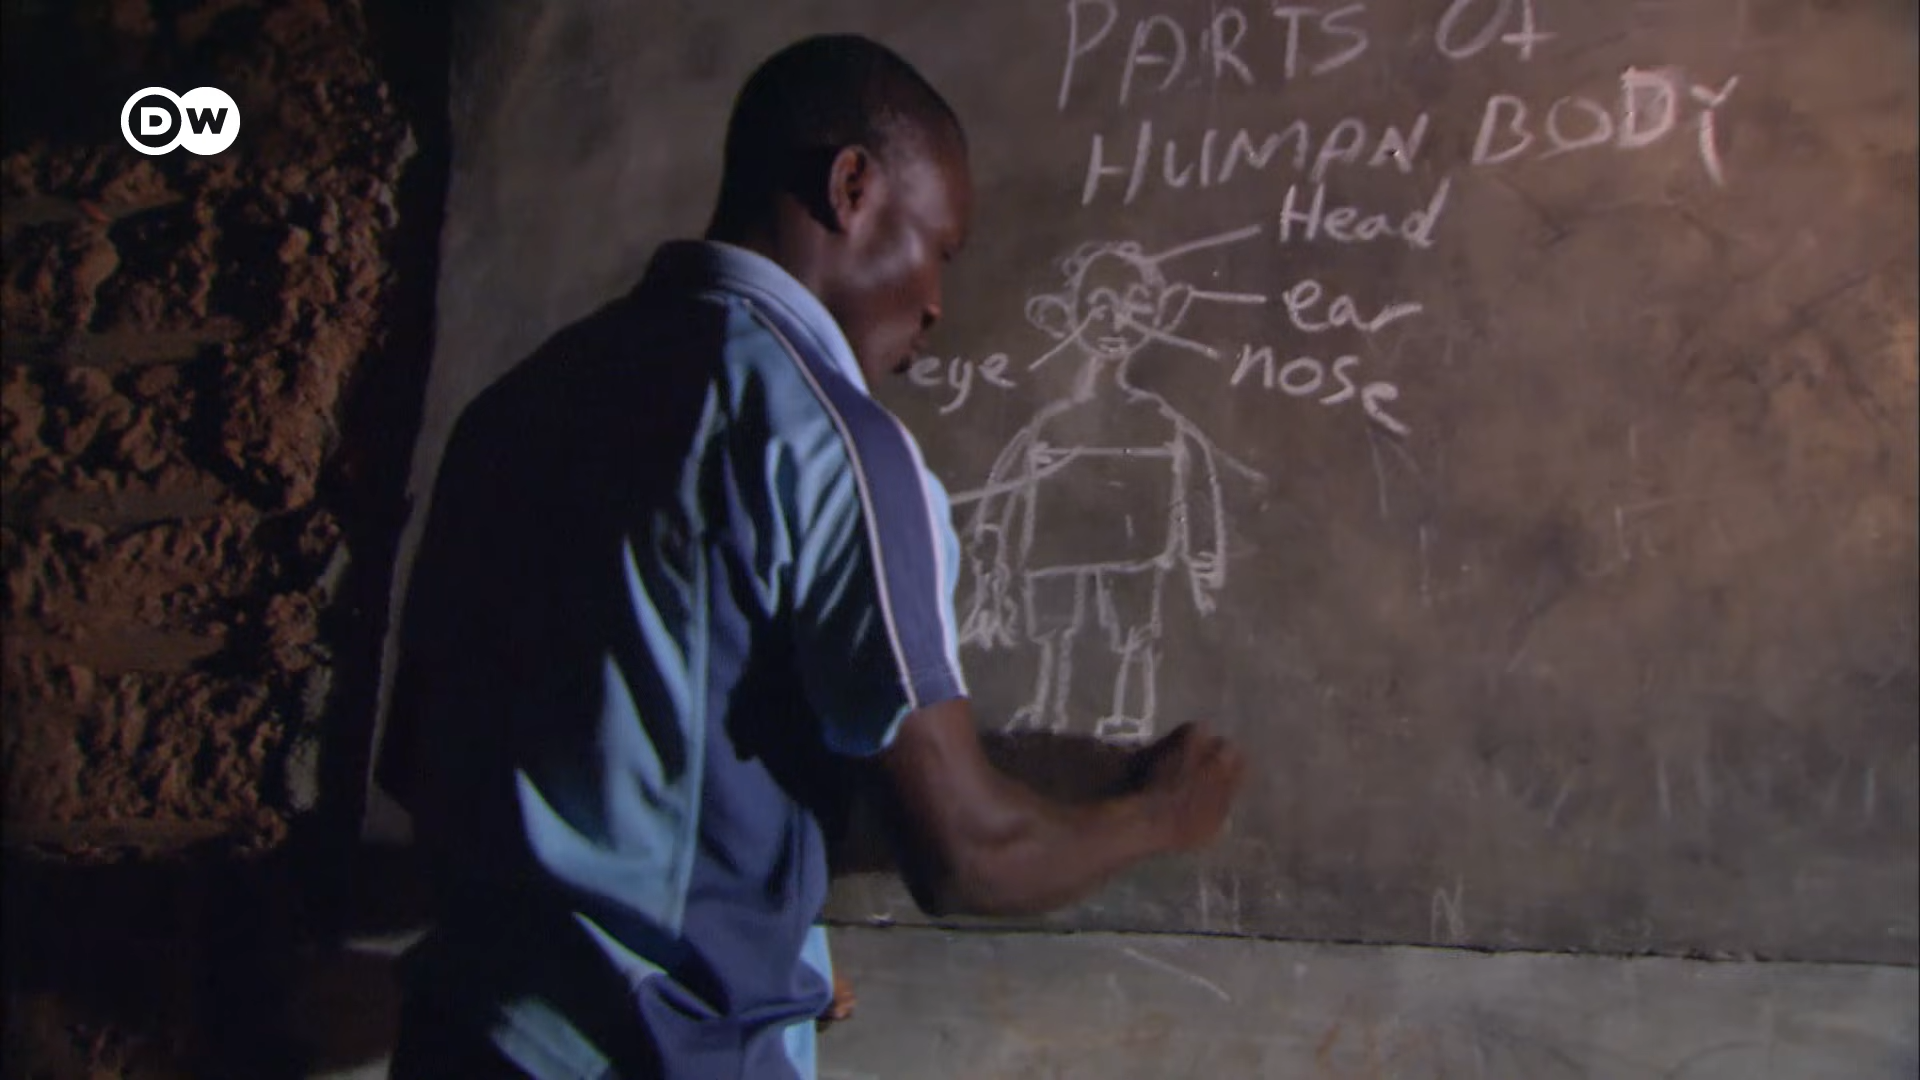 DW
PARTS Of
HUMAN BODY
Head
ear
eye
nose
N
N